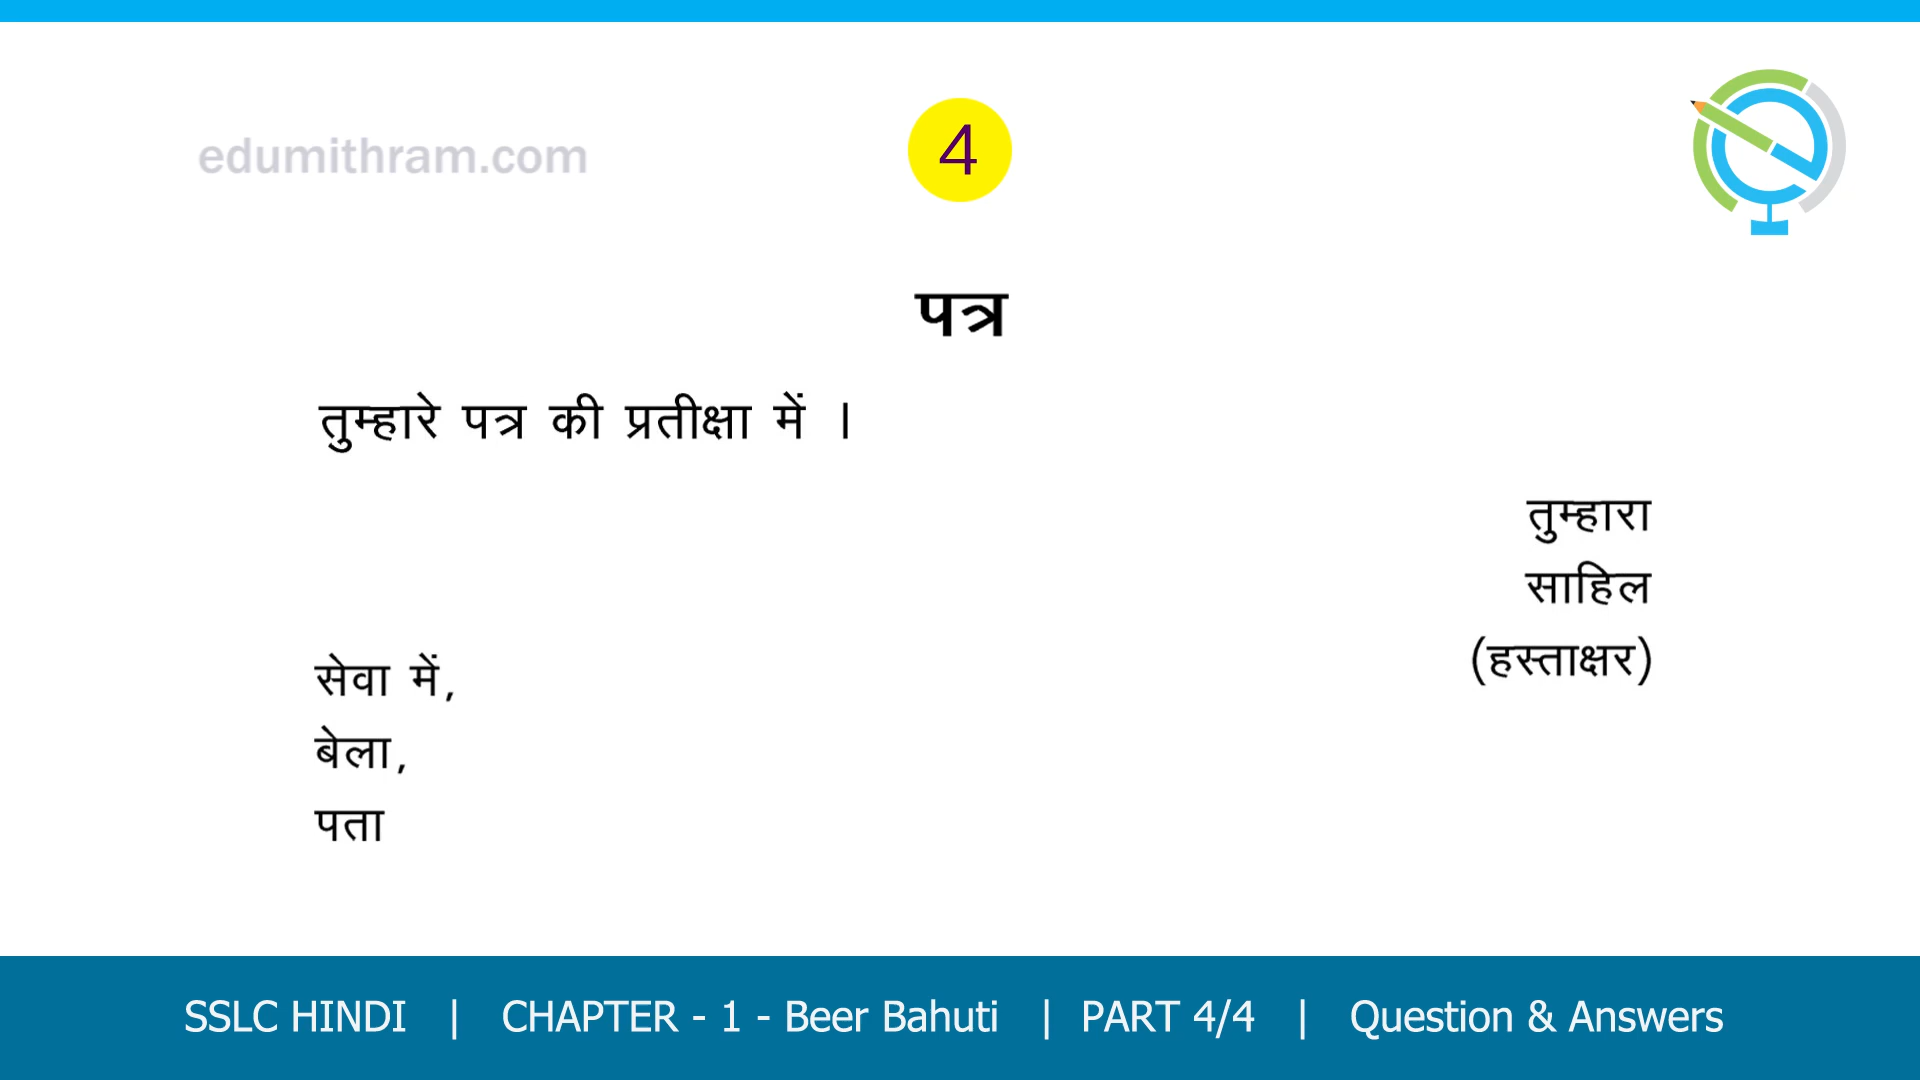 edumithram.com
4
पत्र
तुम्हारे पत्र की प्रतीक्षा में ।
तुम्हारा
साहिल
(हस्ताक्षर)
सेवा में,
बेला,
पता
SSLC HINDI | CHAPTER - 1 - Beer Bahuti | PART 4/4 | Question & Answers